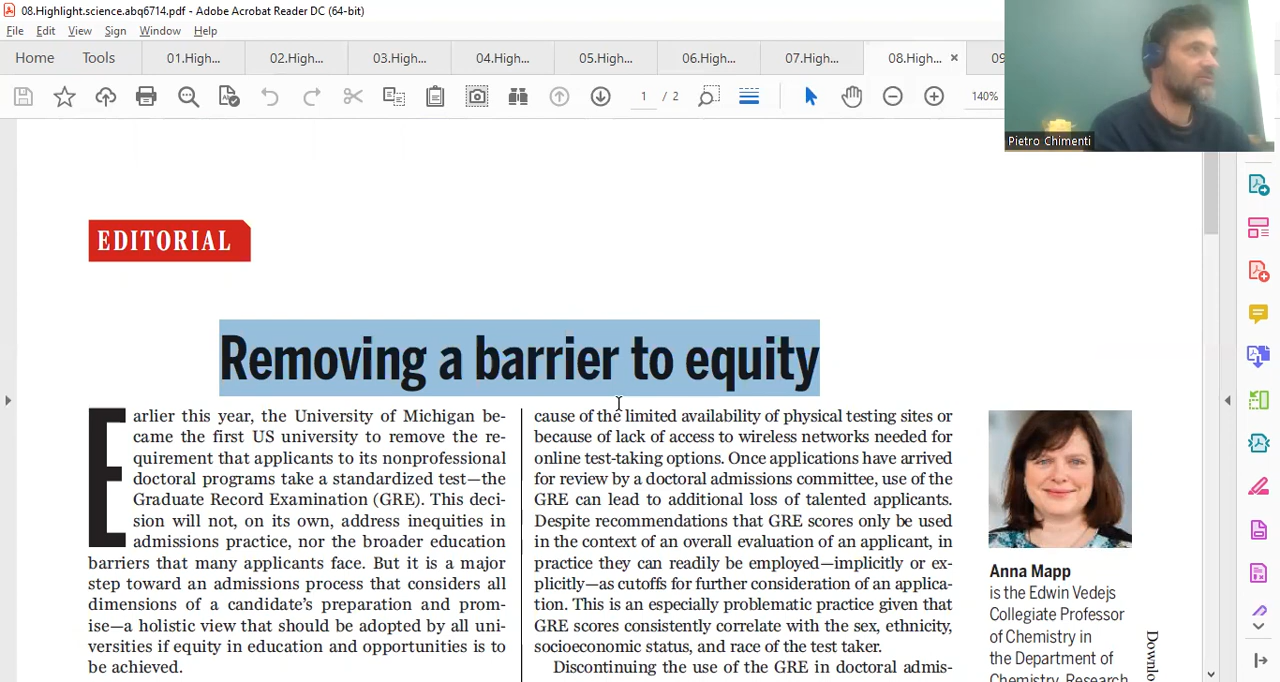 08.Highlight.science.abq6714.pdf - Adobe Acrobat Reader DC (64-bit)
File Edit View Sign Window Help
Home Tools 01.High... 02.High... 03.High... 04.High... 05.High... 06.High... 07.High... 08.High... × 09
1 / 2 140%
Pietro Chimenti
EDITORIAL
Removing a barrier to equity
Earlier this year, the University of Michigan be-
came the first US university to remove the re-
quirement that applicants to its nonprofessional
doctoral programs take a standardized test—the
Graduate Record Examination (GRE). This deci-
sion will not, on its own, address inequities in
admissions practice, nor the broader education
barriers that many applicants face. But it is a major
step toward an admissions process that considers all
dimensions of a candidate's preparation and prom-
ise—a holistic view that should be adopted by all uni-
versities if equity in education and opportunities is to
be achieved.
cause of the limited availability of physical testing sites or
because of lack of access to wireless networks needed for
online test-taking options. Once applications have arrived
for review by a doctoral admissions committee, use of the
GRE can lead to additional loss of talented applicants.
Despite recommendations that GRE scores only be used
in the context of an overall evaluation of an applicant, in
practice they can readily be employed—implicitly or ex-
plicitly—as cutoffs for further consideration of an applica-
tion. This is an especially problematic practice given that
GRE scores consistently correlate with the sex, ethnicity,
socioeconomic status, and race of the test taker.
Discontinuing the use of the GRE in doctoral admis-
Anna Mapp
is the Edwin Vedejs
Collegiate Professor
of Chemistry in
the Department of
Chemistry, Research
Downlo